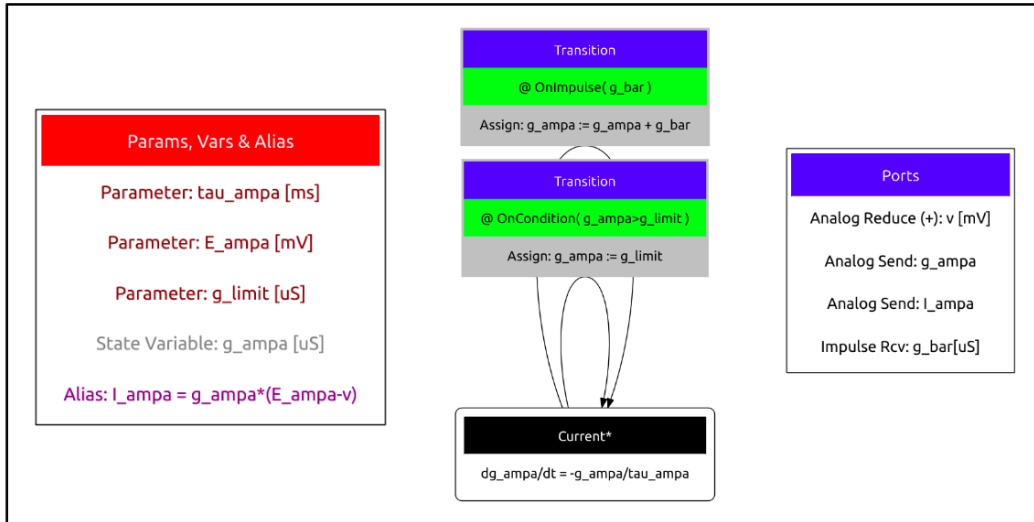 Params, Vars & Alias
Parameter: tau_ampa [ms]
Parameter: E_ampa [mV]
Parameter: g_limit [uS]
State Variable: g_ampa [uS]
Alias: I_ampa = g_ampa*(E_ampa-v)
Transition
@ OnImpulse( g_bar )
Assign: g_ampa := g_ampa + g_bar
Transition
@ OnCondition( g_ampa>g_limit )
Assign: g_ampa := g_limit
Current*
dg_ampa/dt = -g_ampa/tau_ampa
Ports
Analog Reduce (+): v [mV]
Analog Send: g_ampa
Analog Send: I_ampa
Impulse Rcv: g_bar[uS]